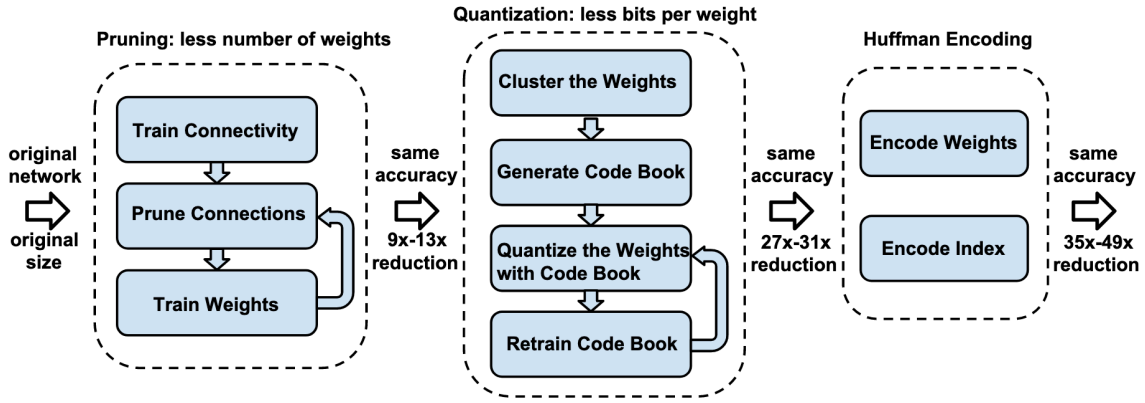 original
network
original
size
Pruning: less number of weights
Train Connectivity
Prune Connections
Train Weights
same
accuracy
9x-13x
reduction
Quantization: less bits per weight
Cluster the Weights
Generate Code Book
Quantize the Weights
with Code Book
Retrain Code Book
same
accuracy
27x-31x
reduction
Huffman Encoding
Encode Weights
Encode Index
same
accuracy
35x-49x
reduction